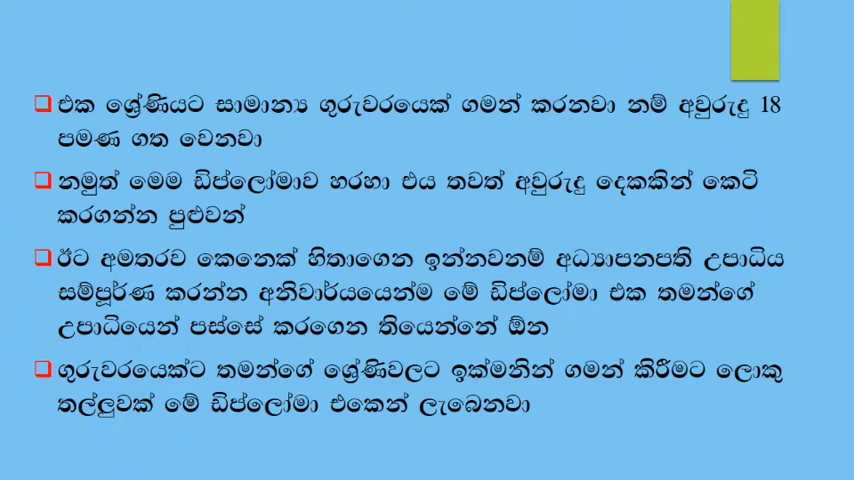 එක ශ්‍රේණියට සාමාන්‍ය ගුරුවරයෙක් ගමන් කරනවා නම් අවුරුදු 18
පමණ ගත වෙනවා
නමුත් මෙම ඩිප්ලෝමාව හරහා එය තවත් අවුරුදු දෙකකින් කෙටි
කරගන්න පුළුවන්
ඊට අමතරව කෙනෙක් හිතාගෙන ඉන්නවනම් අධ්‍යාපනපති උපාධිය
සම්පූර්ණ කරන්න අනිවාර්යයෙන්ම මේ ඩිප්ලෝමා එක තමන්ගේ
උපාධියෙන් පස්සේ කරගෙන තියෙන්නේ ඕන
ගුරුවරයෙක්ට තමන්ගේ ශ්‍රේණිවලට ඉක්මනින් ගමන් කිරීමට ලොකු
තල්ලුවක් මේ ඩිප්ලෝමා එකෙන් ලැබෙනවා